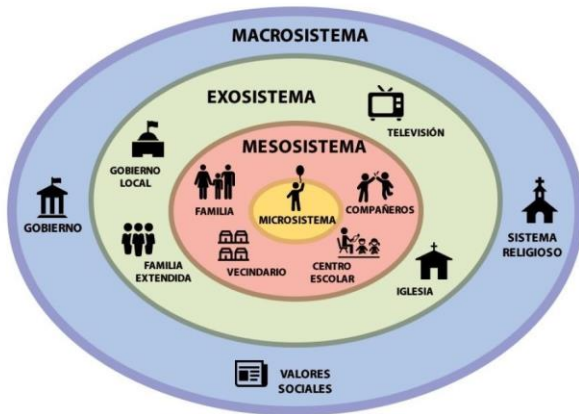 MACROSISTEMA
EXOSISTEMA
TELEVISIÓN
GOBIERNO
LOCAL
MESOSISTEMA
FAMILIA
COMPAÑEROS
MICROSISTEMA
GOBIERNO
SISTEMA
RELIGIOSO
FAMILIA
EXTENDIDA
VECINDARIO
CENTRO
ESCOLAR
IGLESIA
VALORES
SOCIALES